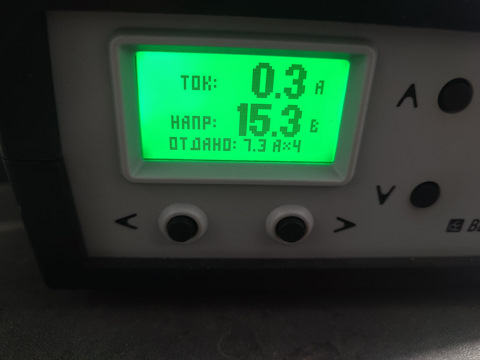 ТОК: 0.3 А
НАПР: 15.3 В
ОТДАНО: 7.3 А×Ч